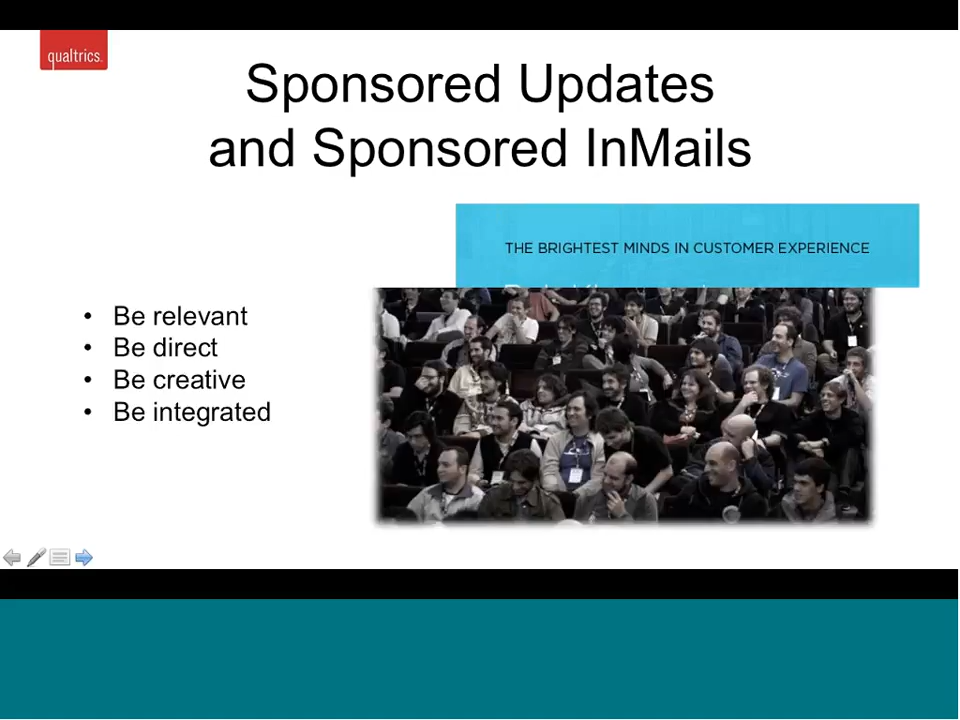 qualtrics.
Sponsored Updates
and Sponsored InMails
THE BRIGHTEST MINDS IN CUSTOMER EXPERIENCE
• Be relevant
• Be direct
• Be creative
• Be integrated